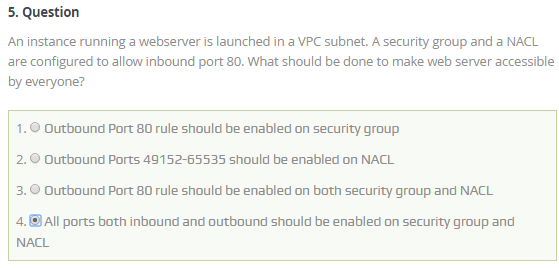 5. Question
An instance running a webserver is launched in a VPC subnet. A security group and a NACL
are configured to allow inbound port 80. What should be done to make web server accessible
by everyone?
1. Outbound Port 80 rule should be enabled on security group
2. Outbound Ports 49152-65535 should be enabled on NACL
3. Outbound Port 80 rule should be enabled on both security group and NACL
4. All ports both inbound and outbound should be enabled on security group and
NACL